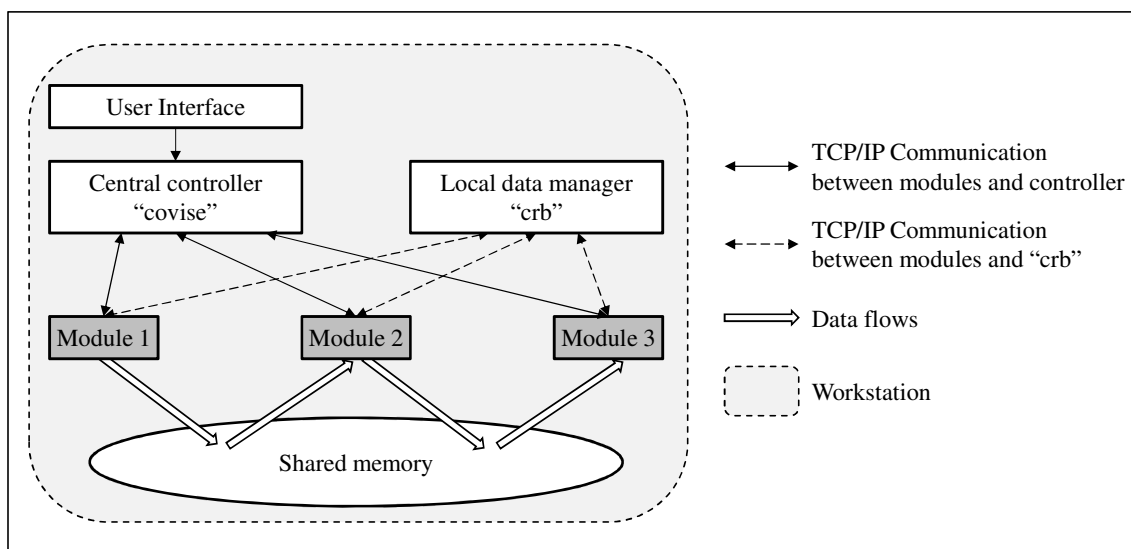 User Interface
Central controller
“covise”
Local data manager
“crb”
Module 1
Module 2
Module 3
Shared memory
TCP/IP Communication
between modules and controller
TCP/IP Communication
between modules and “crb”
Data flows
Workstation